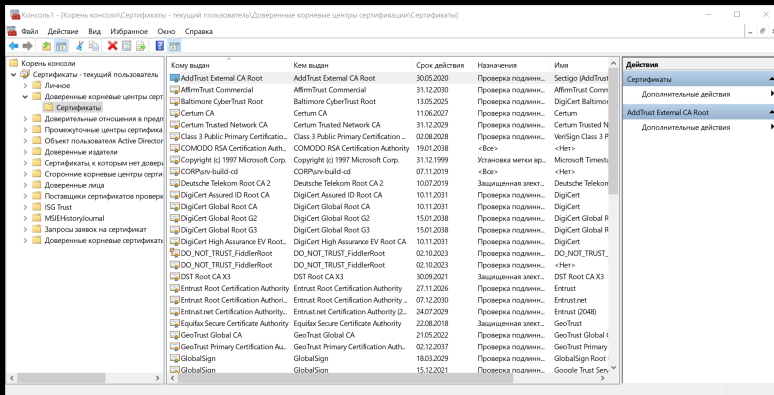 Консоль1 - [Корень консоли\Сертификаты - текущий пользователь\Доверенные корневые центры сертификации\Сертификаты]
Файл Действие Вид Избранное Окно Справка
Корень консоли
Сертификаты - текущий пользователь
Личное
Доверенные корневые центры серт
Сертификаты
Доверительные отношения в предп
Промежуточные центры сертифика
Объект пользователя Active Director
Доверенные издатели
Сертификаты, к которым нет довери
Сторонние корневые центры серти
Доверенные лица
Поставщики сертификатов проверк
ISG Trust
MSIEHistoryJournal
Запросы заявок на сертификат
Доверенные корневые сертификать
Кому выдан Кем выдан Срок действия Назначения Имя
AddTrust External CA Root AddTrust External CA Root 30.05.2020 Проверка подлинн... Sectigo (AddTrust
AffirmTrust Commercial AffirmTrust Commercial 31.12.2030 Проверка подлинн... AffirmTrust Comm
Baltimore CyberTrust Root Baltimore CyberTrust Root 13.05.2025 Проверка подлинн... DigiCert Baltimor
Certum CA Certum CA 11.06.2027 Проверка подлинн... Certum
Certum Trusted Network CA Certum Trusted Network CA 31.12.2029 Проверка подлинн... Certum Trusted N
Class 3 Public Primary Certificatio... Class 3 Public Primary Certification ... 02.08.2028 Проверка подлинн... VeriSign Class 3 P
COMODO RSA Certification Auth... COMODO RSA Certification Authority 19.01.2038 <Все> <Нет>
Copyright (c) 1997 Microsoft Corp. Copyright (c) 1997 Microsoft Corp. 31.12.1999 Установка метки вр... Microsoft Timesta
CORP\srv-build-cd CORP\srv-build-cd 07.11.2019 <Все> <Нет>
Deutsche Telekom Root CA 2 Deutsche Telekom Root CA 2 10.07.2019 Защищенная элект... Deutsche Telekon
DigiCert Assured ID Root CA DigiCert Assured ID Root CA 10.11.2031 Проверка подлинн... DigiCert
DigiCert Global Root CA DigiCert Global Root CA 10.11.2031 Проверка подлинн... DigiCert
DigiCert Global Root G2 DigiCert Global Root G2 15.01.2038 Проверка подлинн... DigiCert Global R
DigiCert Global Root G3 DigiCert Global Root G3 15.01.2038 Проверка подлинн... DigiCert Global R
DigiCert High Assurance EV Root... DigiCert High Assurance EV Root CA 10.11.2031 Проверка подлинн... DigiCert
DO_NOT_TRUST_FiddlerRoot DO_NOT_TRUST_FiddlerRoot 02.10.2023 Проверка подлинн... DO_NOT_TRUST_
DO_NOT_TRUST_FiddlerRoot DO_NOT_TRUST_FiddlerRoot 02.10.2023 Проверка подлинн... <Нет>
DST Root CA X3 DST Root CA X3 30.09.2021 Защищенная элект... DST Root CA X3
Entrust Root Certification Authority Entrust Root Certification Authority 27.11.2026 Проверка подлинн... Entrust
Entrust Root Certification Authori... Entrust Root Certification Authority ... 07.12.2030 Проверка подлинн... Entrust.net
Entrust.net Certification Authority... Entrust.net Certification Authority (2... 24.07.2029 Проверка подлинн... Entrust (2048)
Equifax Secure Certificate Authority Equifax Secure Certificate Authority 22.08.2018 Защищенная элект... GeoTrust
GeoTrust Global CA GeoTrust Global CA 21.05.2022 Проверка подлинн... GeoTrust Global (
GeoTrust Primary Certification Au... GeoTrust Primary Certification Auth... 02.12.2037 Проверка подлинн... GeoTrust Primary
GlobalSign GlobalSign 18.03.2029 Проверка подлинн... GlobalSign Root
GlobalSign GlobalSign 15.12.2021 Проверка подлинн... Google Trust Serv
Действия
Сертификаты
Дополнительные действия
AddTrust External CA Root
Дополнительные действия